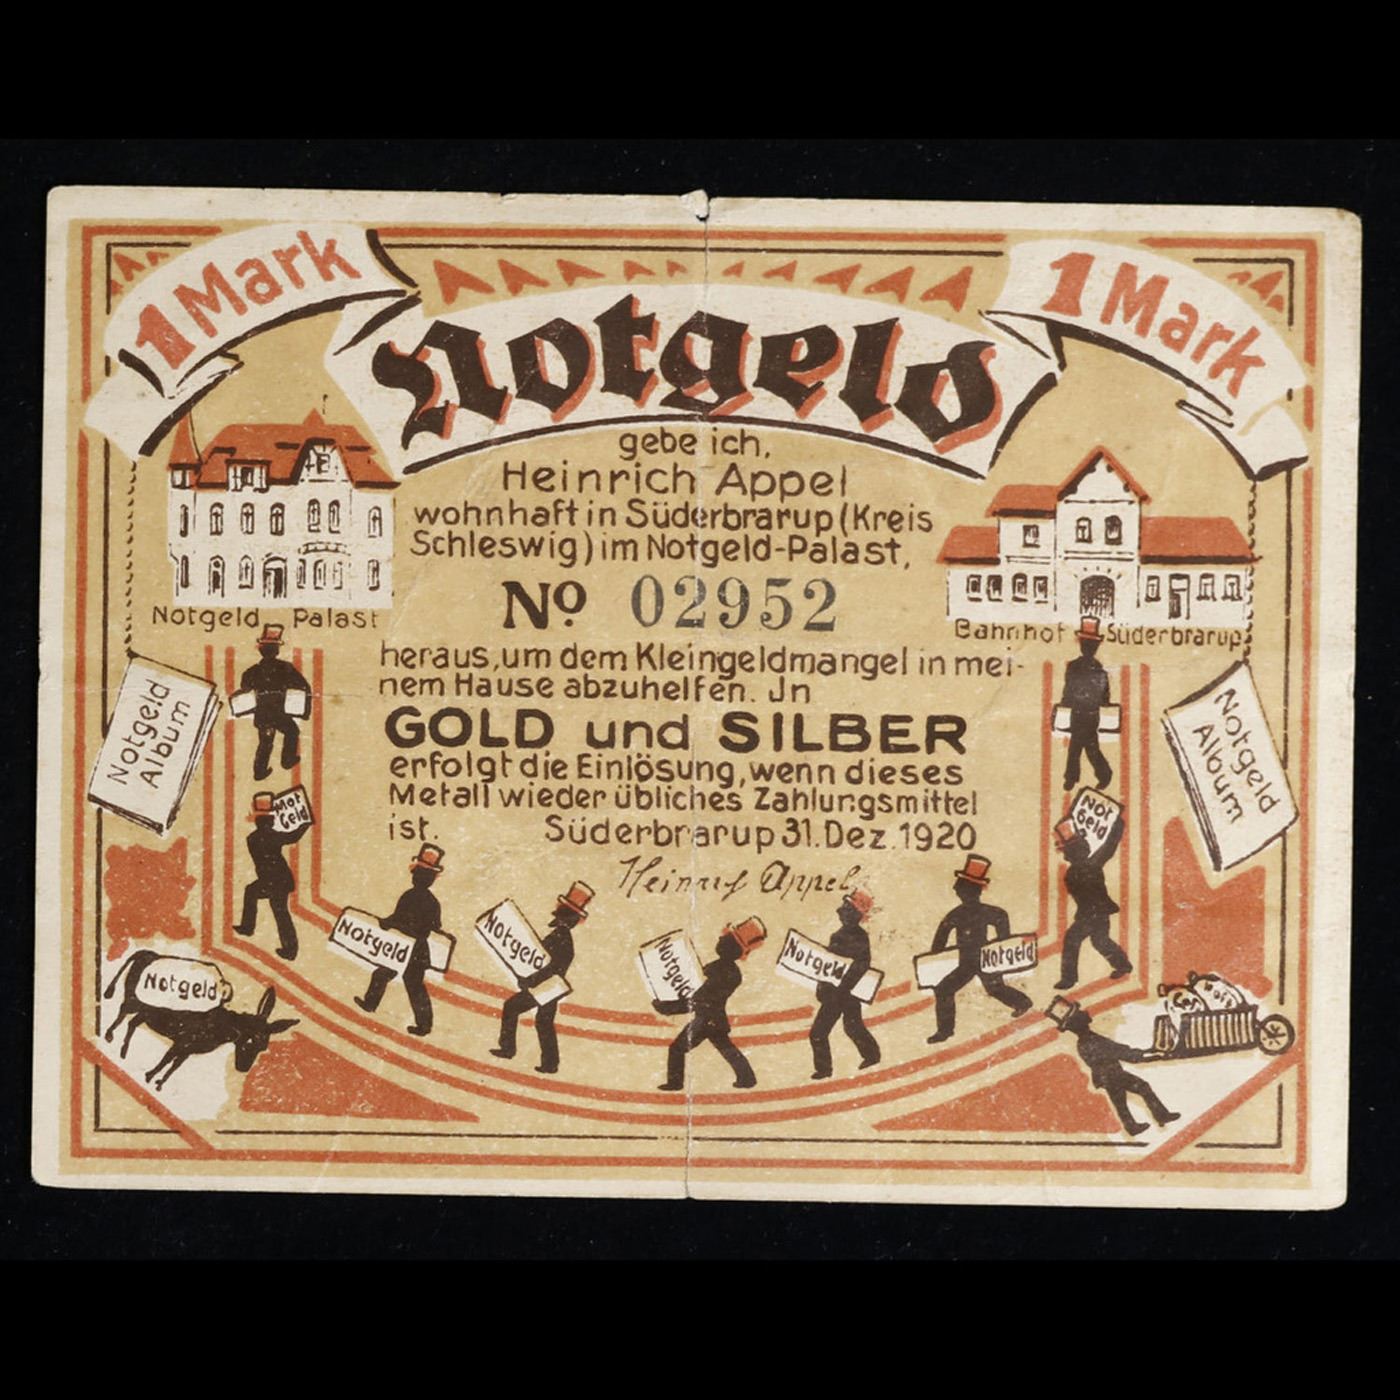 1 Mark
1 Mark
Notgeld
gebe ich,
Heinrich Appel
wohnhaft in Süderbrarup (Kreis
Schleswig) im Notgeld-Palast,
Notgeld Palast
No. 02952
Bahnhof Süderbrarup
heraus, um dem Kleingeldmangel in mei-
nem Hause abzuhelfen. Jn
GOLD und SILBER
erfolgt die Einlösung, wenn dieses
Metall wieder übliches Zahlungsmittel
ist. Süderbrarup 31. Dez. 1920
Heinrich Appel
Notgeld
Album
Notgeld
Album
Not
Geld
Not
Geld
Notgeld
Notgeld
Notgeld
Notgeld
Notgeld
Notgeld